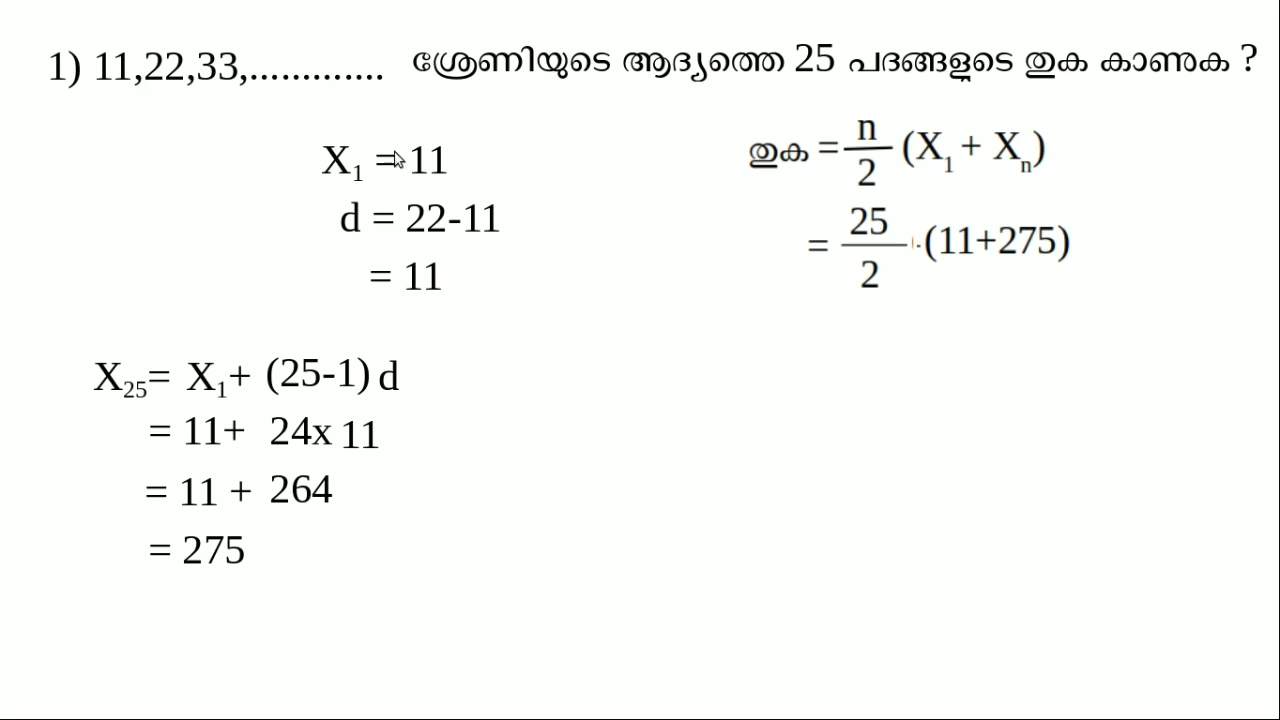 1) 11,22,33,............. ശ്രേണിയുടെ ആദ്യത്തെ 25 പദങ്ങളുടെ തുക കാണുക ?
X₁ = 11
d = 22-11
= 11
തുക = n/2 (X₁ + Xₙ)
= 25/2 (11+275)
X₂₅= X₁+ (25-1) d
= 11+ 24x 11
= 11 + 264
= 275